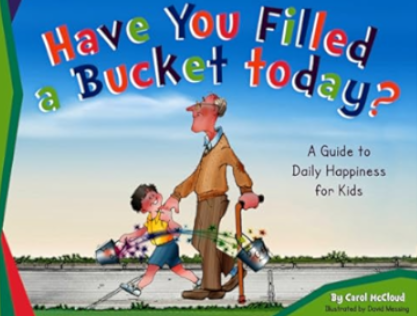 Have You Filled
a Bucket today?
A Guide to
Daily Happiness
for Kids
By Carol McCloud
Illustrated by David Messing